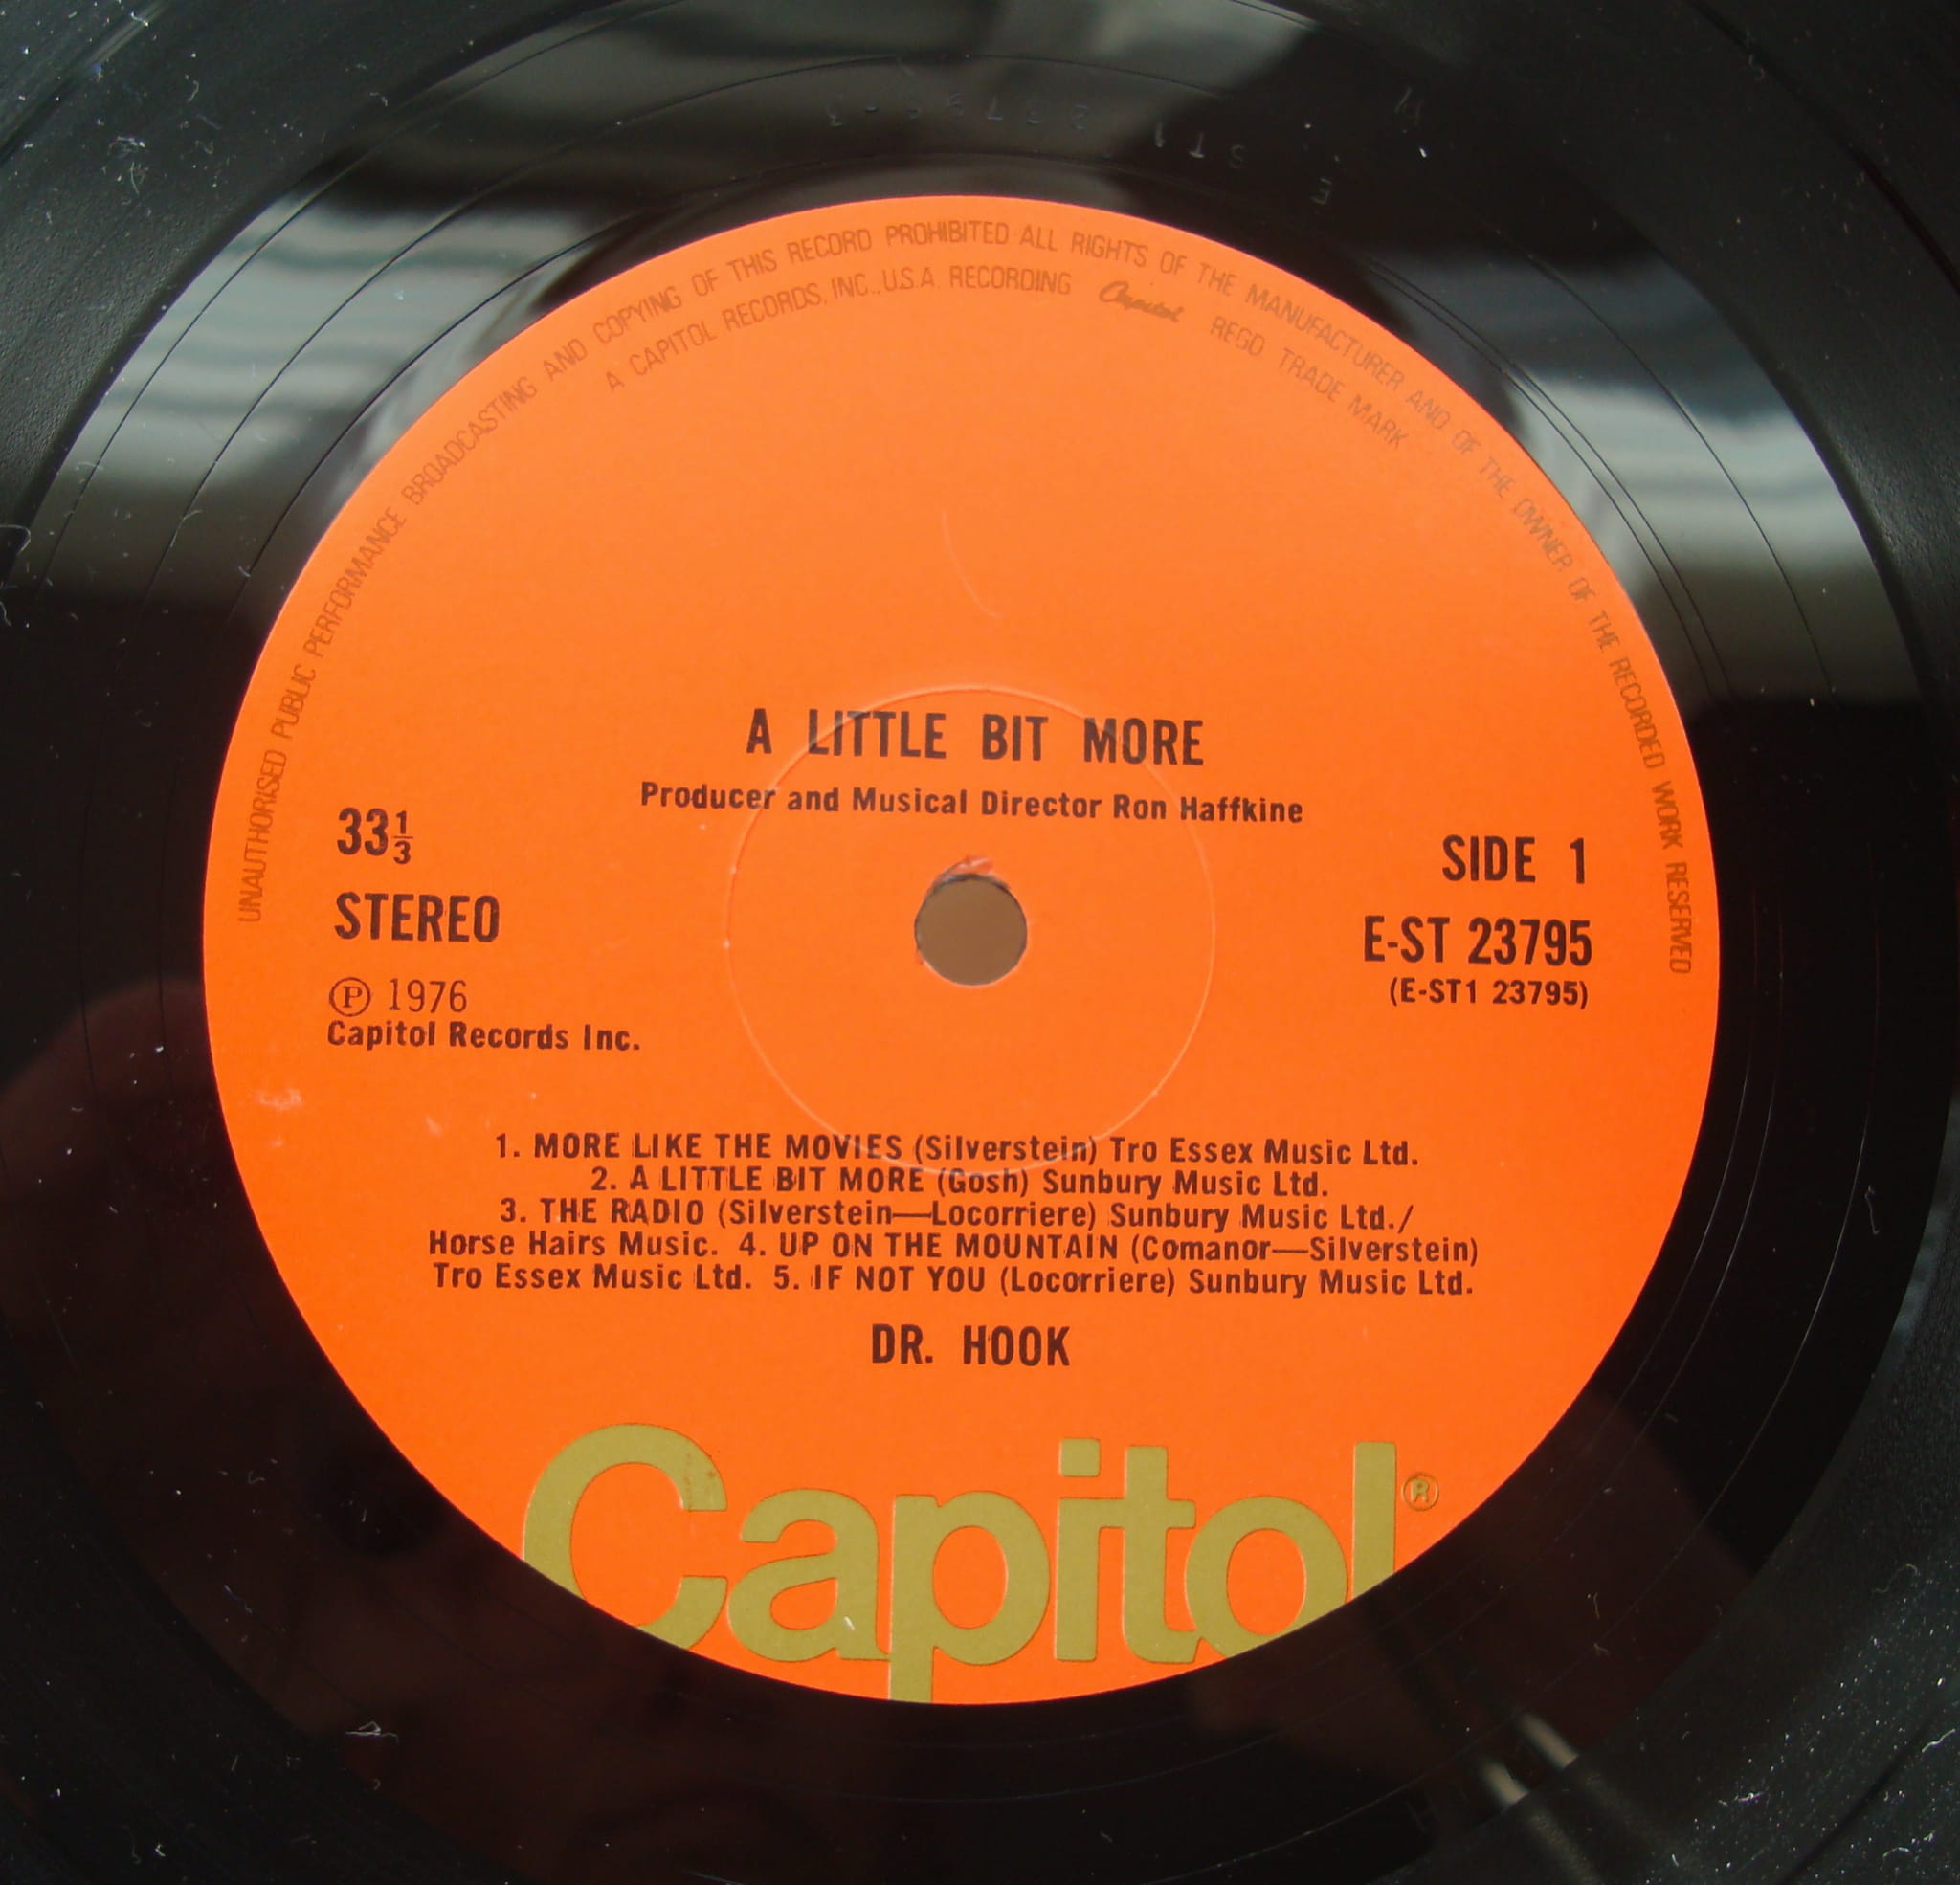 UNAUTHORISED PUBLIC PERFORMANCE BROADCASTING AND COPYING OF THIS RECORD PROHIBITED ALL RIGHTS OF THE MANUFACTURER AND OF THE OWNER OF THE RECORDED WORK RESERVED
A CAPITOL RECORDS, INC., U.S.A. RECORDING Capitol REGD TRADE MARK
A LITTLE BIT MORE
Producer and Musical Director Ron Haffkine
33⅓
STEREO
Ⓟ 1976
Capitol Records Inc.
SIDE 1
E-ST 23795
(E-ST1 23795)
1. MORE LIKE THE MOVIES (Silverstein) Tro Essex Music Ltd.
2. A LITTLE BIT MORE (Gosh) Sunbury Music Ltd.
3. THE RADIO (Silverstein—Locorriere) Sunbury Music Ltd./
Horse Hairs Music. 4. UP ON THE MOUNTAIN (Comanor—Silverstein)
Tro Essex Music Ltd. 5. IF NOT YOU (Locorriere) Sunbury Music Ltd.
DR. HOOK
Capitol®